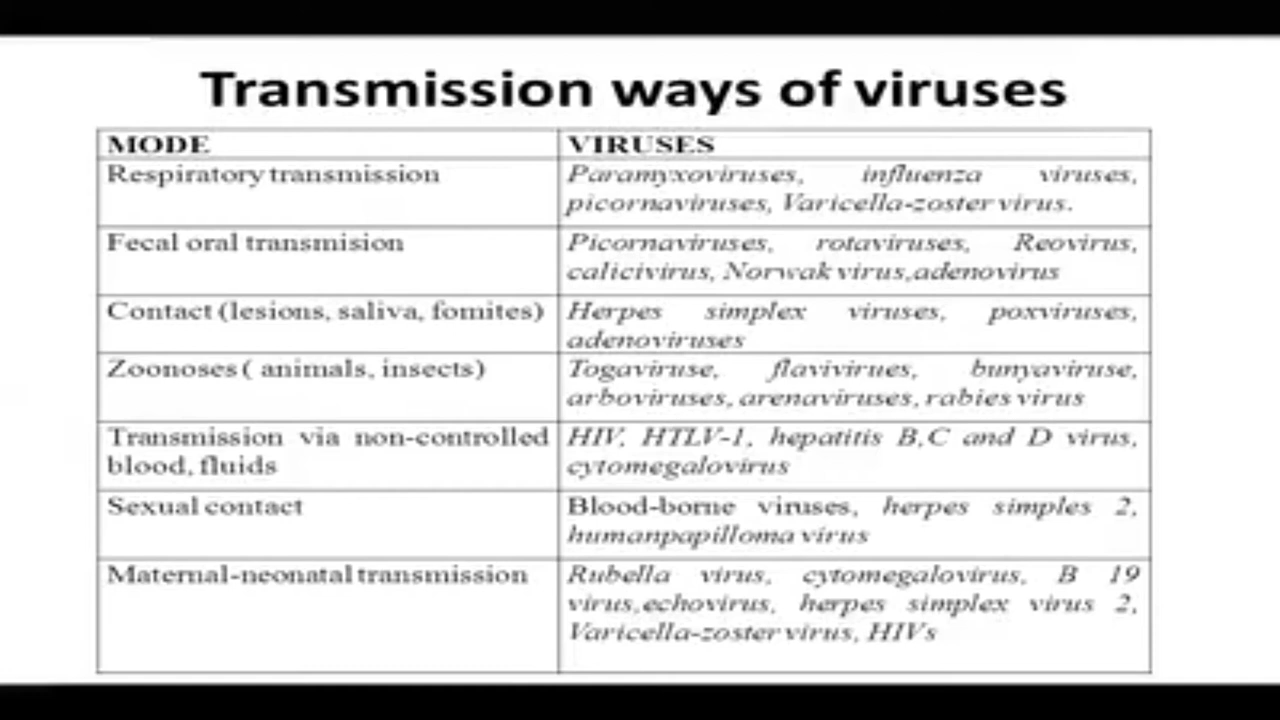 Transmission ways of viruses
MODE
VIRUSES
Respiratory transmission
Paramyxoviruses, influenza viruses,
picornaviruses, Varicella-zoster virus.
Fecal oral transmision
Picornaviruses, rotaviruses, Reovirus,
calicivirus, Norwak virus,adenovirus
Contact (lesions, saliva, fomites)
Herpes simplex viruses, poxviruses,
adenoviruses
Zoonoses ( animals, insects)
Togaviruse, flavivirues, bunyaviruse,
arboviruses, arenaviruses, rabies virus
Transmission via non-controlled
blood, fluids
HIV, HTLV-1, hepatitis B,C and D virus,
cytomegalovirus
Sexual contact
Blood-borne viruses, herpes simples 2,
humanpapilloma virus
Maternal-neonatal transmission
Rubella virus, cytomegalovirus, B 19
virus,echovirus, herpes simplex virus 2,
Varicella-zoster virus, HIVs